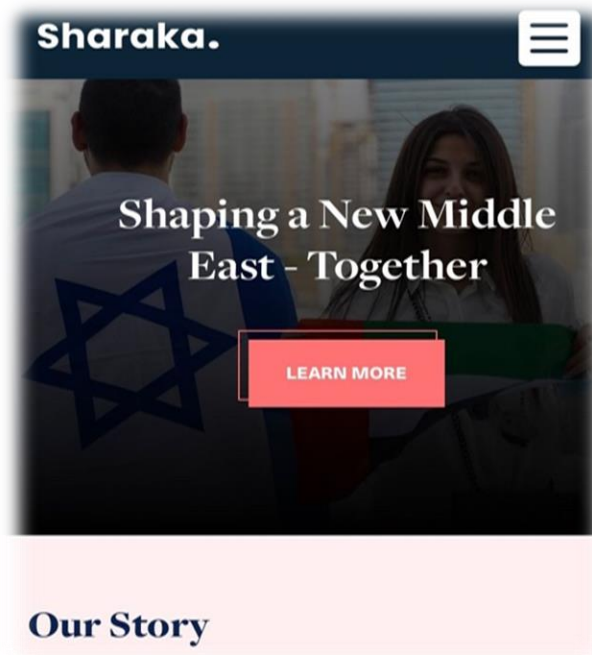 Sharaka.
Shaping a New Middle
East - Together
LEARN MORE
Our Story